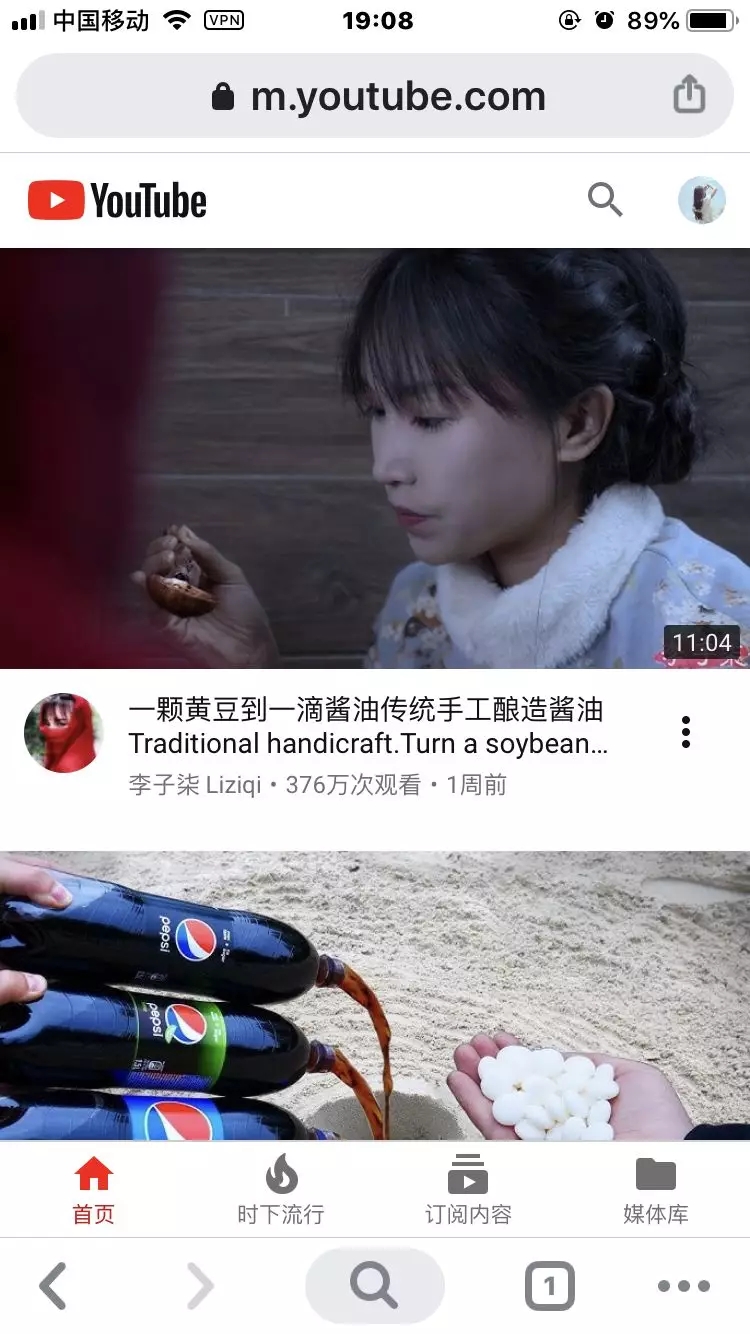 中国移动 VPN 19:08 89%
m.youtube.com
YouTube
11:04
一颗黄豆到一滴酱油传统手工酿造酱油
Traditional handicraft.Turn a soybean…
李子柒 Liziqi · 376万次观看 · 1周前
pepsi
pepsi
首页 时下流行 订阅内容 媒体库
1